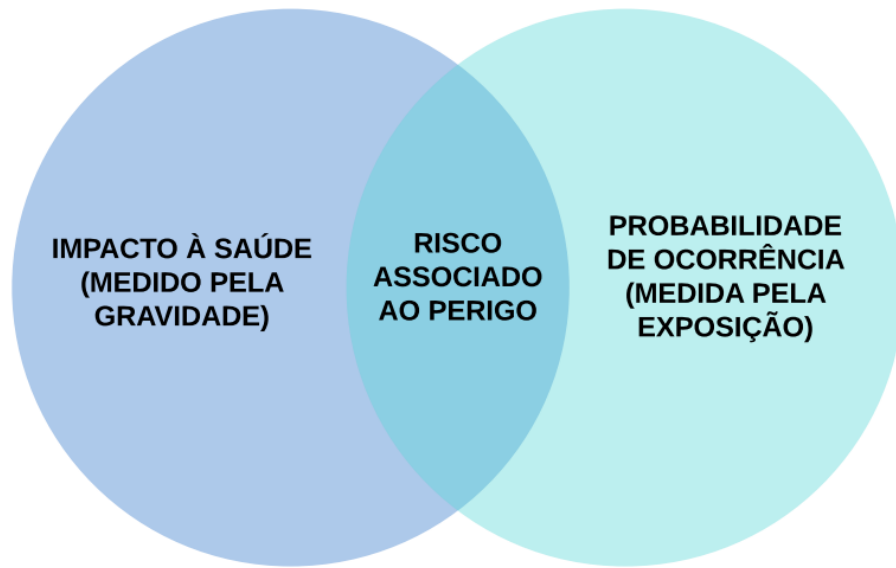 IMPACTO À SAÚDE
(MEDIDO PELA
GRAVIDADE)
RISCO
ASSOCIADO
AO PERIGO
PROBABILIDADE
DE OCORRÊNCIA
(MEDIDA PELA
EXPOSIÇÃO)